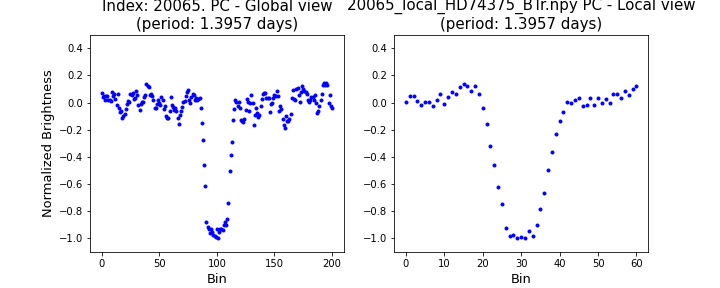 Index: 20065. PC - Global view
(period: 1.3957 days)
20065_local_HD74375_BTr.npy PC - Local view
(period: 1.3957 days)
Normalized Brightness
0.4
0.2
0.0
−0.2
−0.4
−0.6
−0.8
−1.0
0 50 100 150 200
Bin
0.4
0.2
0.0
−0.2
−0.4
−0.6
−0.8
−1.0
0 10 20 30 40 50 60
Bin